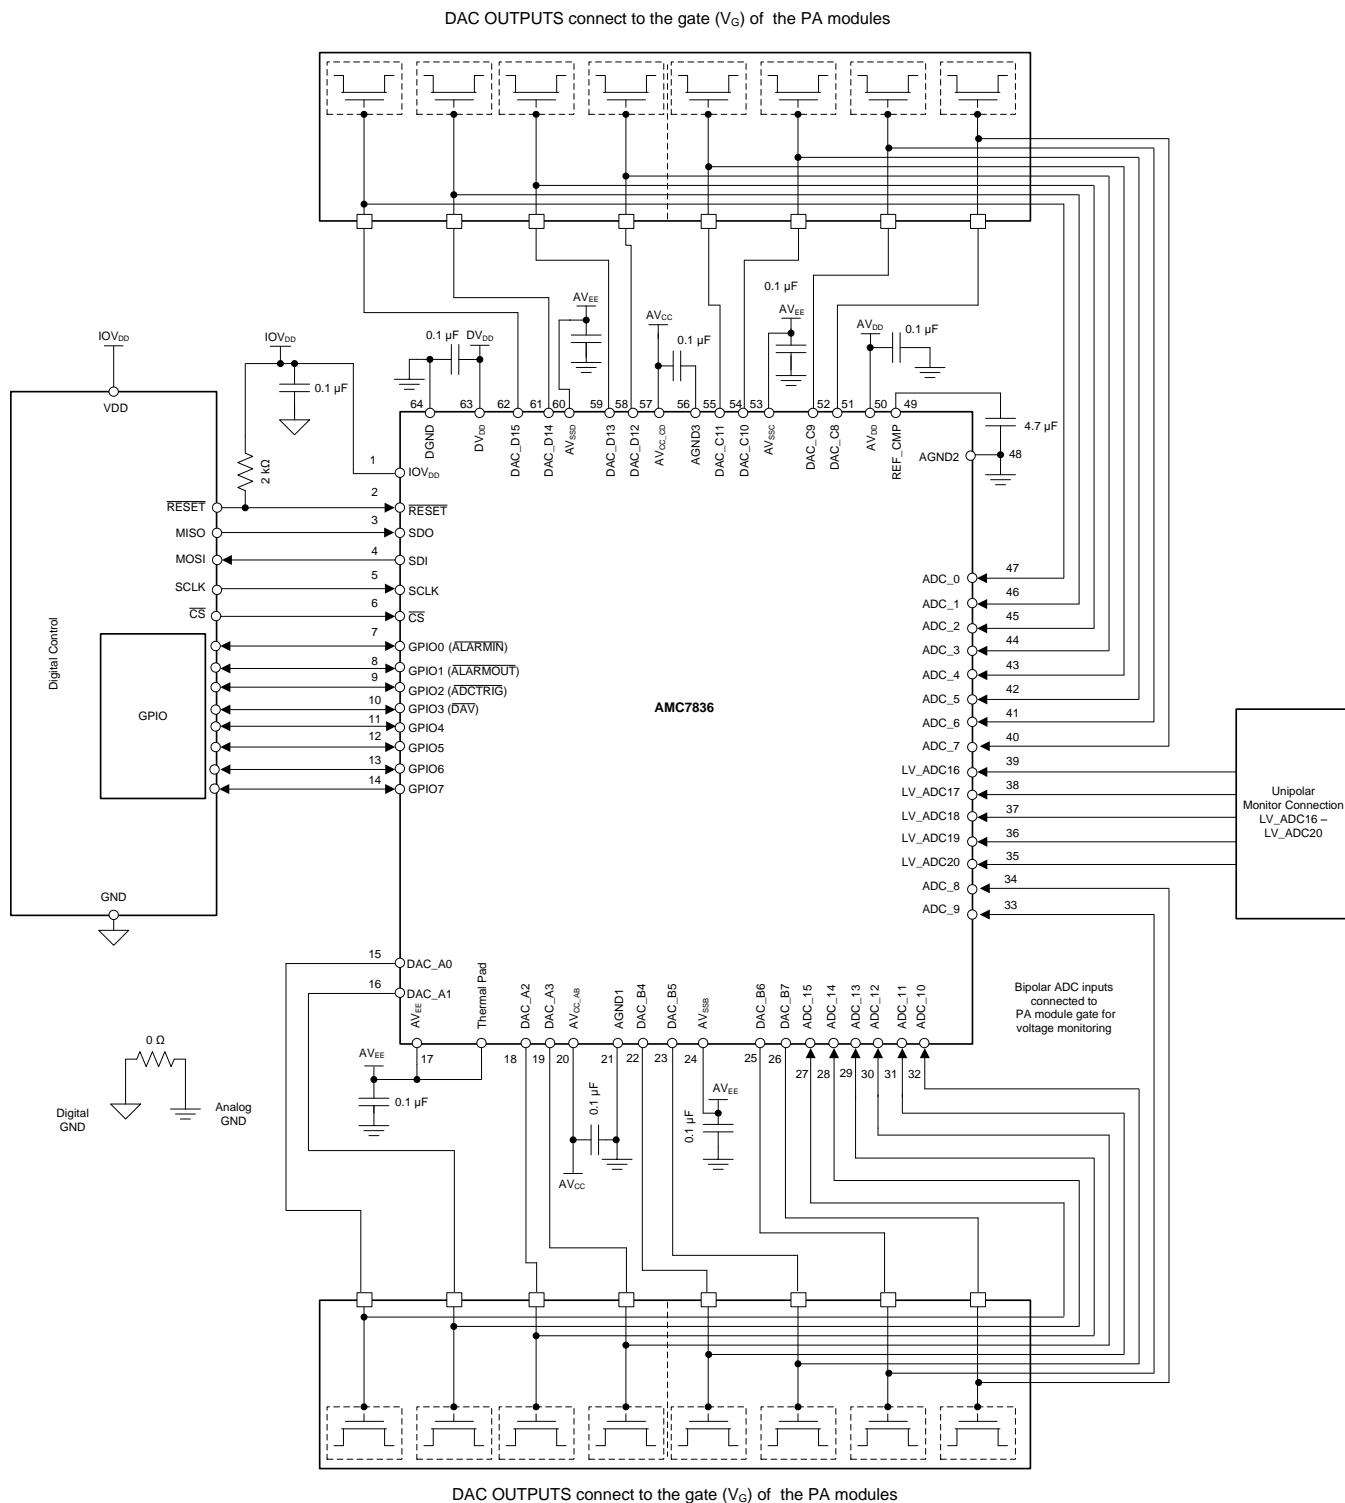 DAC OUTPUTS connect to the gate (VG) of the PA modules
0.1 µF
AVEE
AVCC
AVEE
IOVDD
IOVDD
0.1 µF
DVDD
0.1 µF
AVDD
0.1 µF
VDD
0.1 µF
64
63
62
61
60
59
58
57
56
55
54
53
52
51
50
49
4.7 µF
DGND
DVDD
DAC_D15
DAC_D14
AVSSD
DAC_D13
DAC_D12
AVCC_CD
AGND3
DAC_C11
DAC_C10
AVSSC
DAC_C9
DAC_C8
AVDD
REF_CMP
AGND2
48
2 kΩ
1
IOVDD
RESET
2
RESET
MISO
3
SDO
MOSI
4
SDI
SCLK
5
SCLK
CS
6
CS
7
GPIO0 (ALARMIN)
8
GPIO1 (ALARMOUT)
9
GPIO2 (ADCTRIG)
10
GPIO3 (DAV)
11
GPIO4
12
GPIO5
13
GPIO6
14
GPIO7
Digital Control
GPIO
GND
AMC7836
ADC_0
47
ADC_1
46
ADC_2
45
ADC_3
44
ADC_4
43
ADC_5
42
ADC_6
41
ADC_7
40
LV_ADC16
39
LV_ADC17
38
LV_ADC18
37
LV_ADC19
36
LV_ADC20
35
ADC_8
34
ADC_9
33
Unipolar
Monitor Connection
LV_ADC16 –
LV_ADC20
15
DAC_A0
16
DAC_A1
AVEE
Thermal Pad
DAC_A2
DAC_A3
AVCC_AB
AGND1
DAC_B4
DAC_B5
AVSSB
DAC_B6
DAC_B7
ADC_15
ADC_14
ADC_13
ADC_12
ADC_11
ADC_10
Bipolar ADC inputs
connected to
PA module gate for
voltage monitoring
17
18
19
20
21
22
23
24
25
26
27
28
29
30
31
32
0 Ω
Digital
GND
Analog
GND
AVEE
0.1 µF
0.1 µF
AVCC
AVEE
0.1 µF
DAC OUTPUTS connect to the gate (VG) of the PA modules